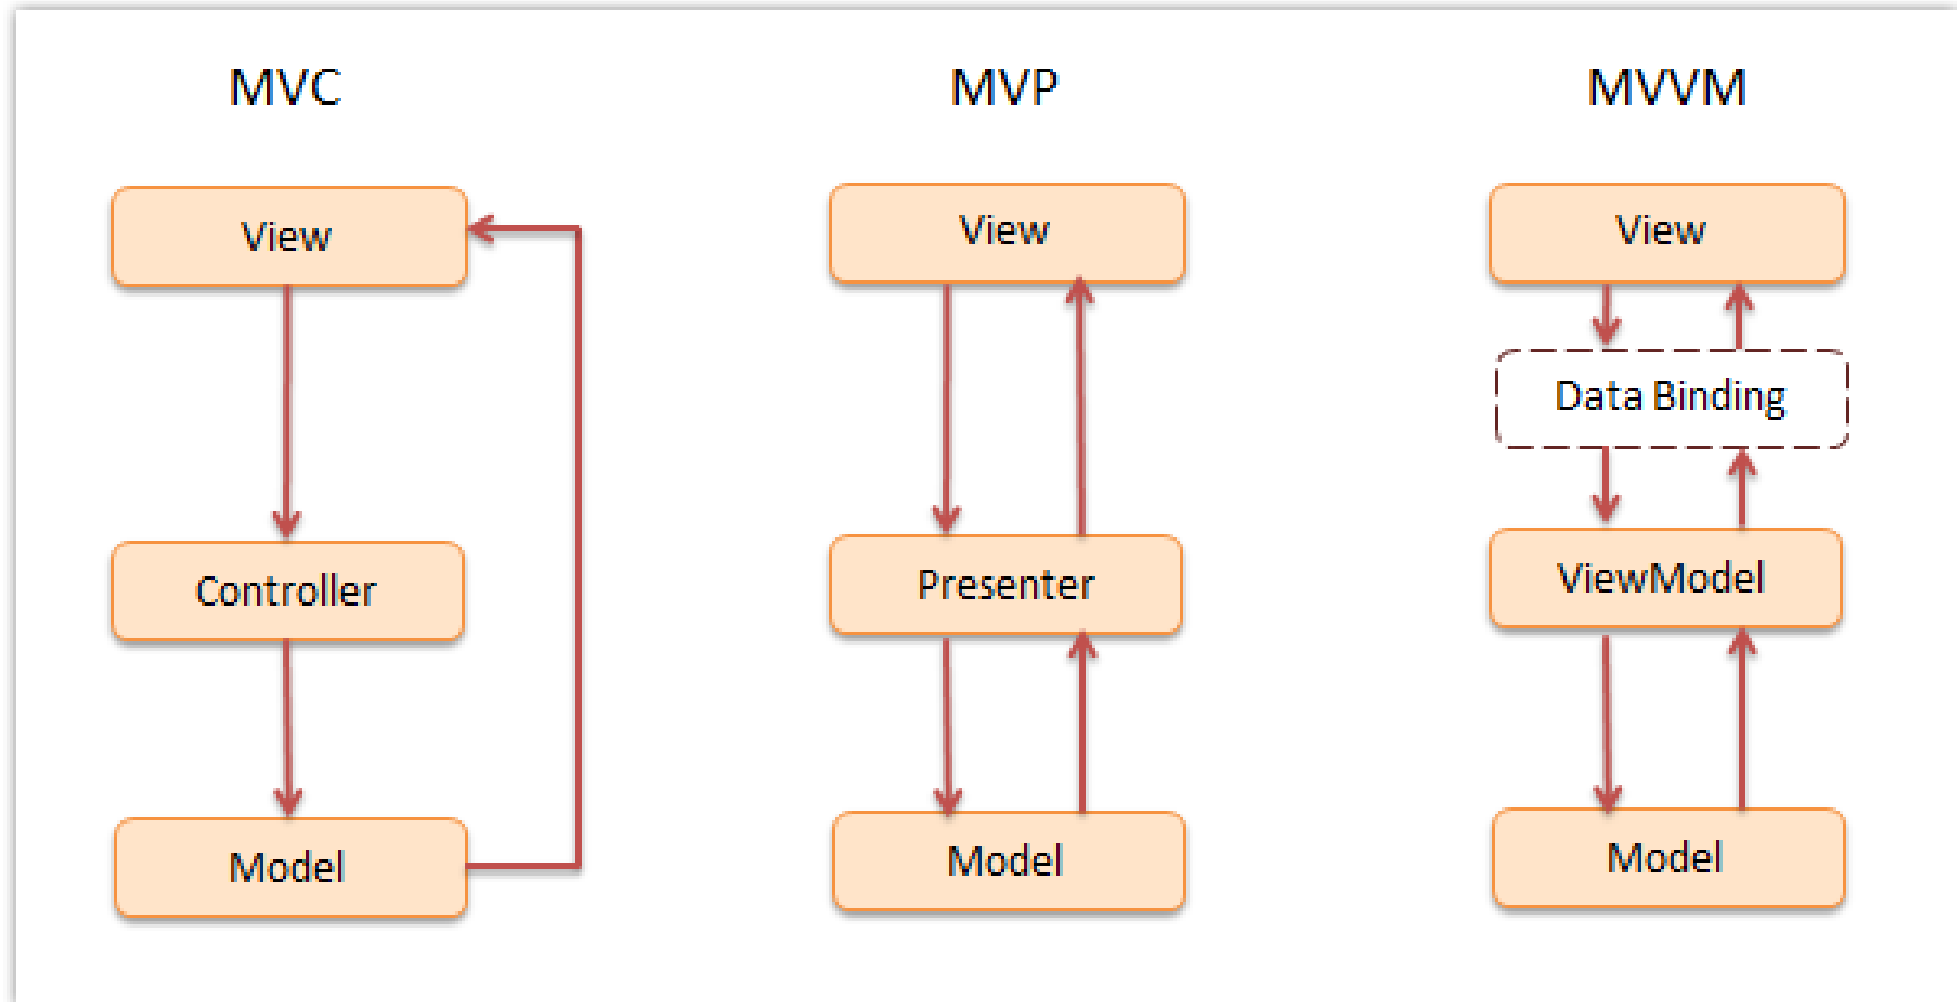 MVC
View
Controller
Model
MVP
View
Presenter
Model
MVVM
View
Data Binding
ViewModel
Model